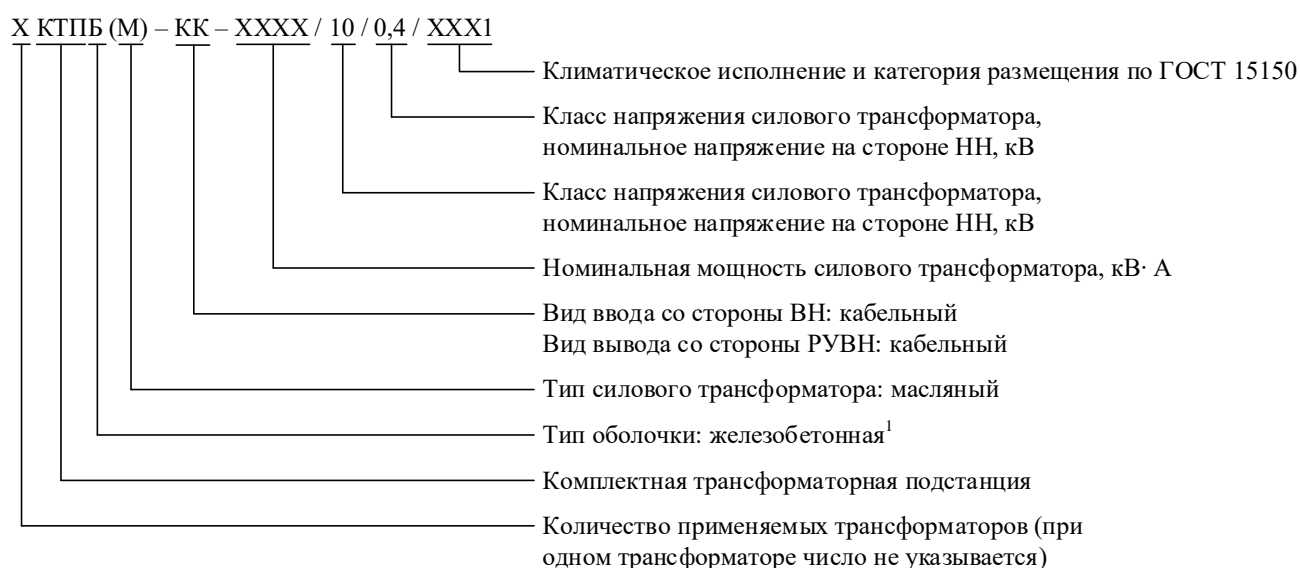 Х КТПБ (М) – КК – ХХХХ / 10 / 0,4 / ХХХ1
Климатическое исполнение и категория размещения по ГОСТ 15150
Класс напряжения силового трансформатора,
номинальное напряжение на стороне НН, кВ
Класс напряжения силового трансформатора,
номинальное напряжение на стороне НН, кВ
Номинальная мощность силового трансформатора, кВ· А
Вид ввода со стороны ВН: кабельный
Вид вывода со стороны РУВН: кабельный
Тип силового трансформатора: масляный
Тип оболочки: железобетонная¹
Комплектная трансформаторная подстанция
Количество применяемых трансформаторов (при
одном трансформаторе число не указывается)